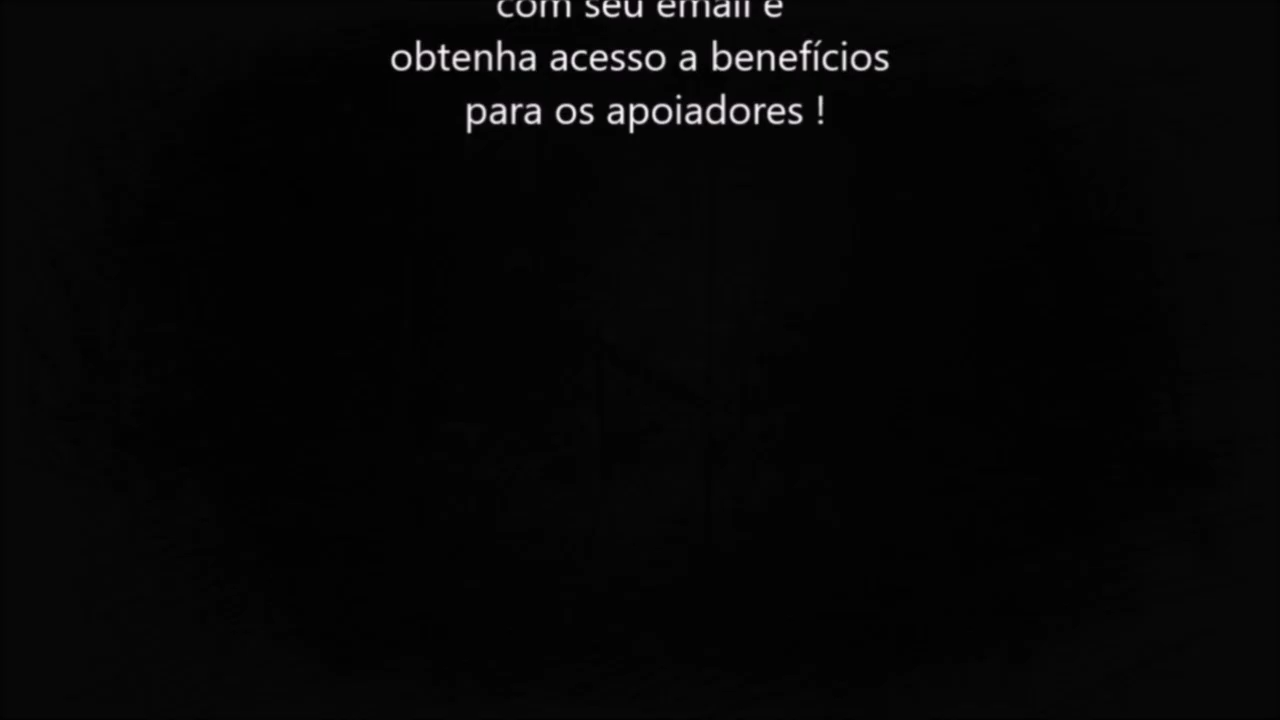 com seu email e
obtenha acesso a benefícios
para os apoiadores !